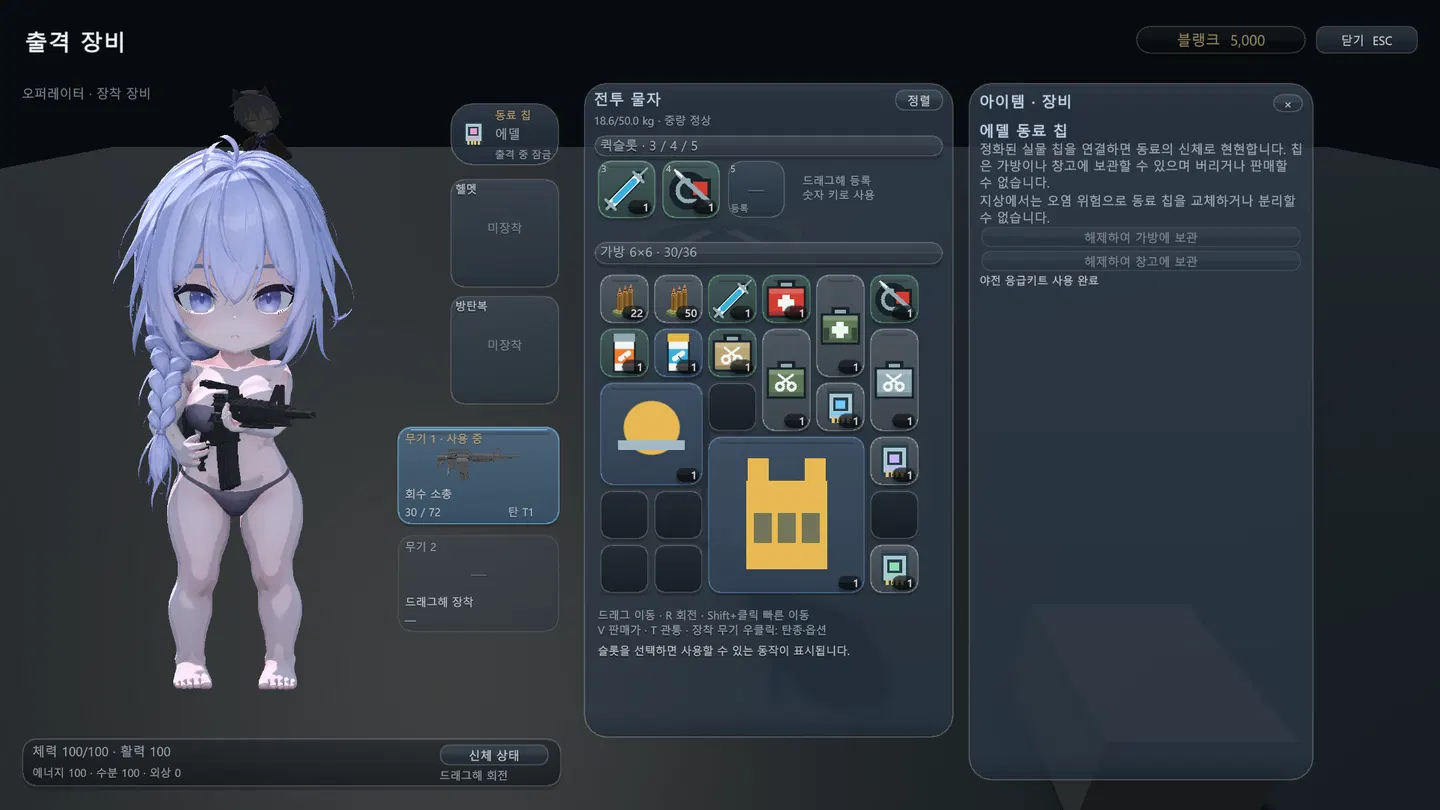 출격 장비
블랭크 5,000
닫기 ESC
오퍼레이터 · 장착 장비
동료 칩
에델
출격 중 잠금
헬멧
미장착
방탄복
미장착
무기 1 · 사용 중
회수 소총
30 / 72 탄 T1
무기 2
—
드래그해 장착
—
체력 100/100 · 활력 100
에너지 100 · 수분 100 · 외상 0
신체 상태
드래그해 회전
전투 물자
정렬
18.6/50.0 kg · 중량 정상
퀵슬롯 · 3 / 4 / 5
3
1
4
1
5
—
등록
드래그해 등록
숫자 키로 사용
가방 6×6 · 30/36
22
50
1
1
1
1
1
1
1
1
1
1
1
1
1
1
드래그 이동 · R 회전 · Shift+클릭 빠른 이동
V 판매가 · T 관통 · 장착 무기 우클릭: 탄종·옵션
슬롯을 선택하면 사용할 수 있는 동작이 표시됩니다.
아이템 · 장비
×
에델 동료 칩
정화된 실물 칩을 연결하면 동료의 신체로 현현합니다. 칩
은 가방이나 창고에 보관할 수 있으며 버리거나 판매할
수 없습니다.
지상에서는 오염 위험으로 동료 칩을 교체하거나 분리할
수 없습니다.
해제하여 가방에 보관
해제하여 창고에 보관
야전 응급키트 사용 완료